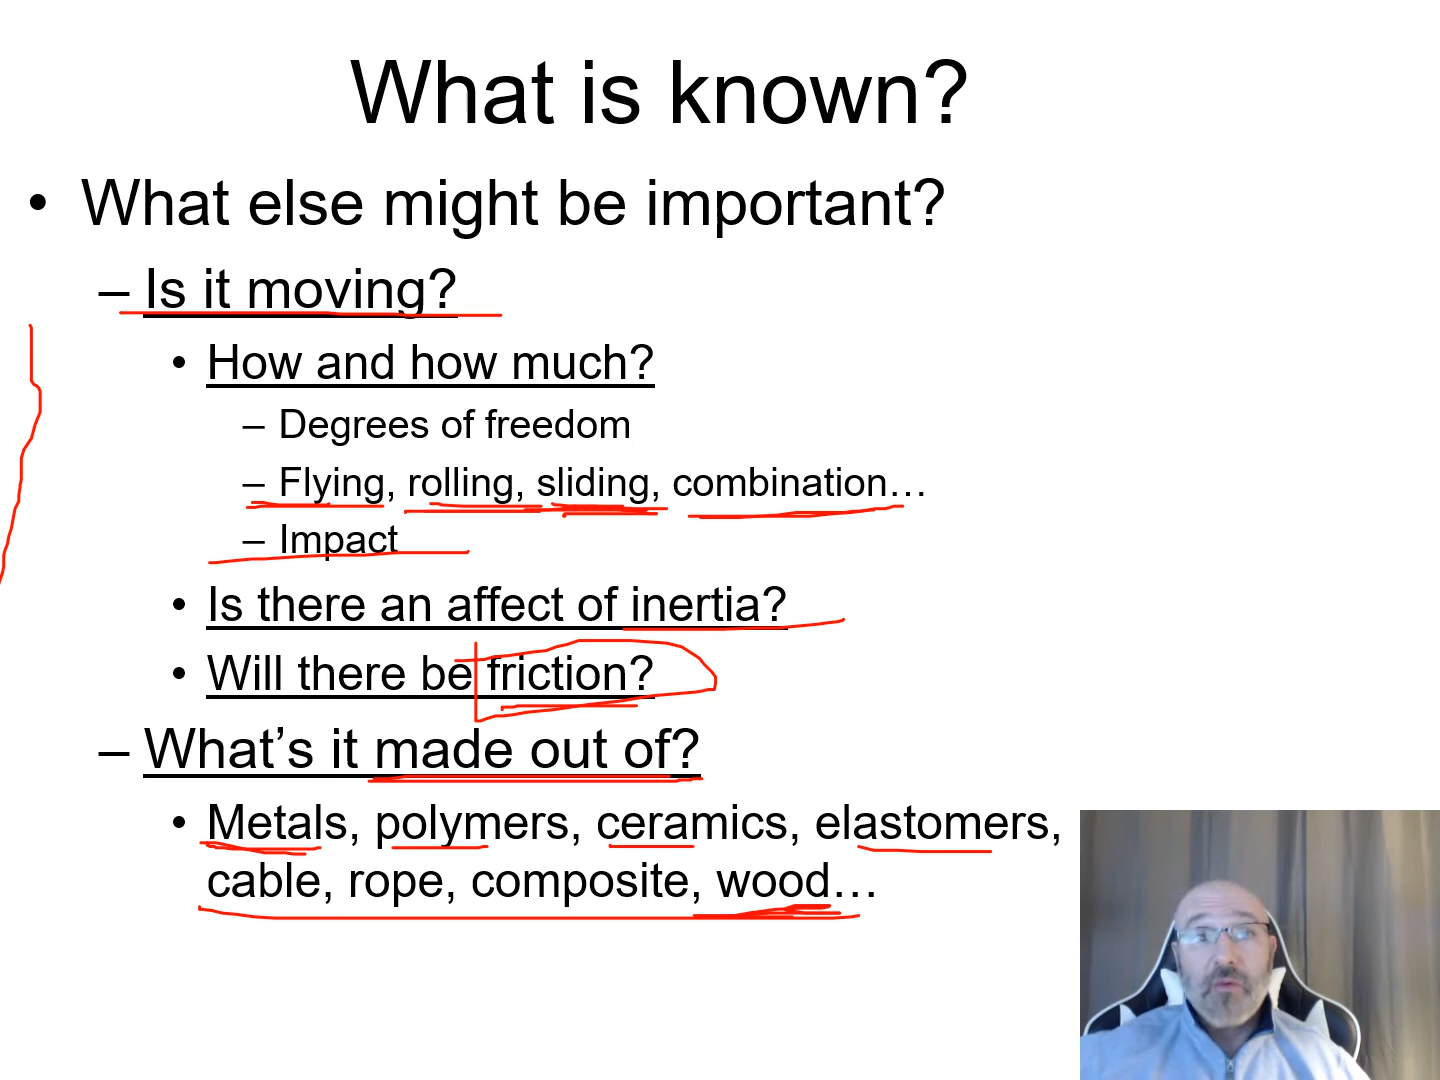 What is known?
• What else might be important?
– Is it moving?
• How and how much?
– Degrees of freedom
– Flying, rolling, sliding, combination…
– Impact
• Is there an affect of inertia?
• Will there be friction?
– What’s it made out of?
• Metals, polymers, ceramics, elastomers,
cable, rope, composite, wood…